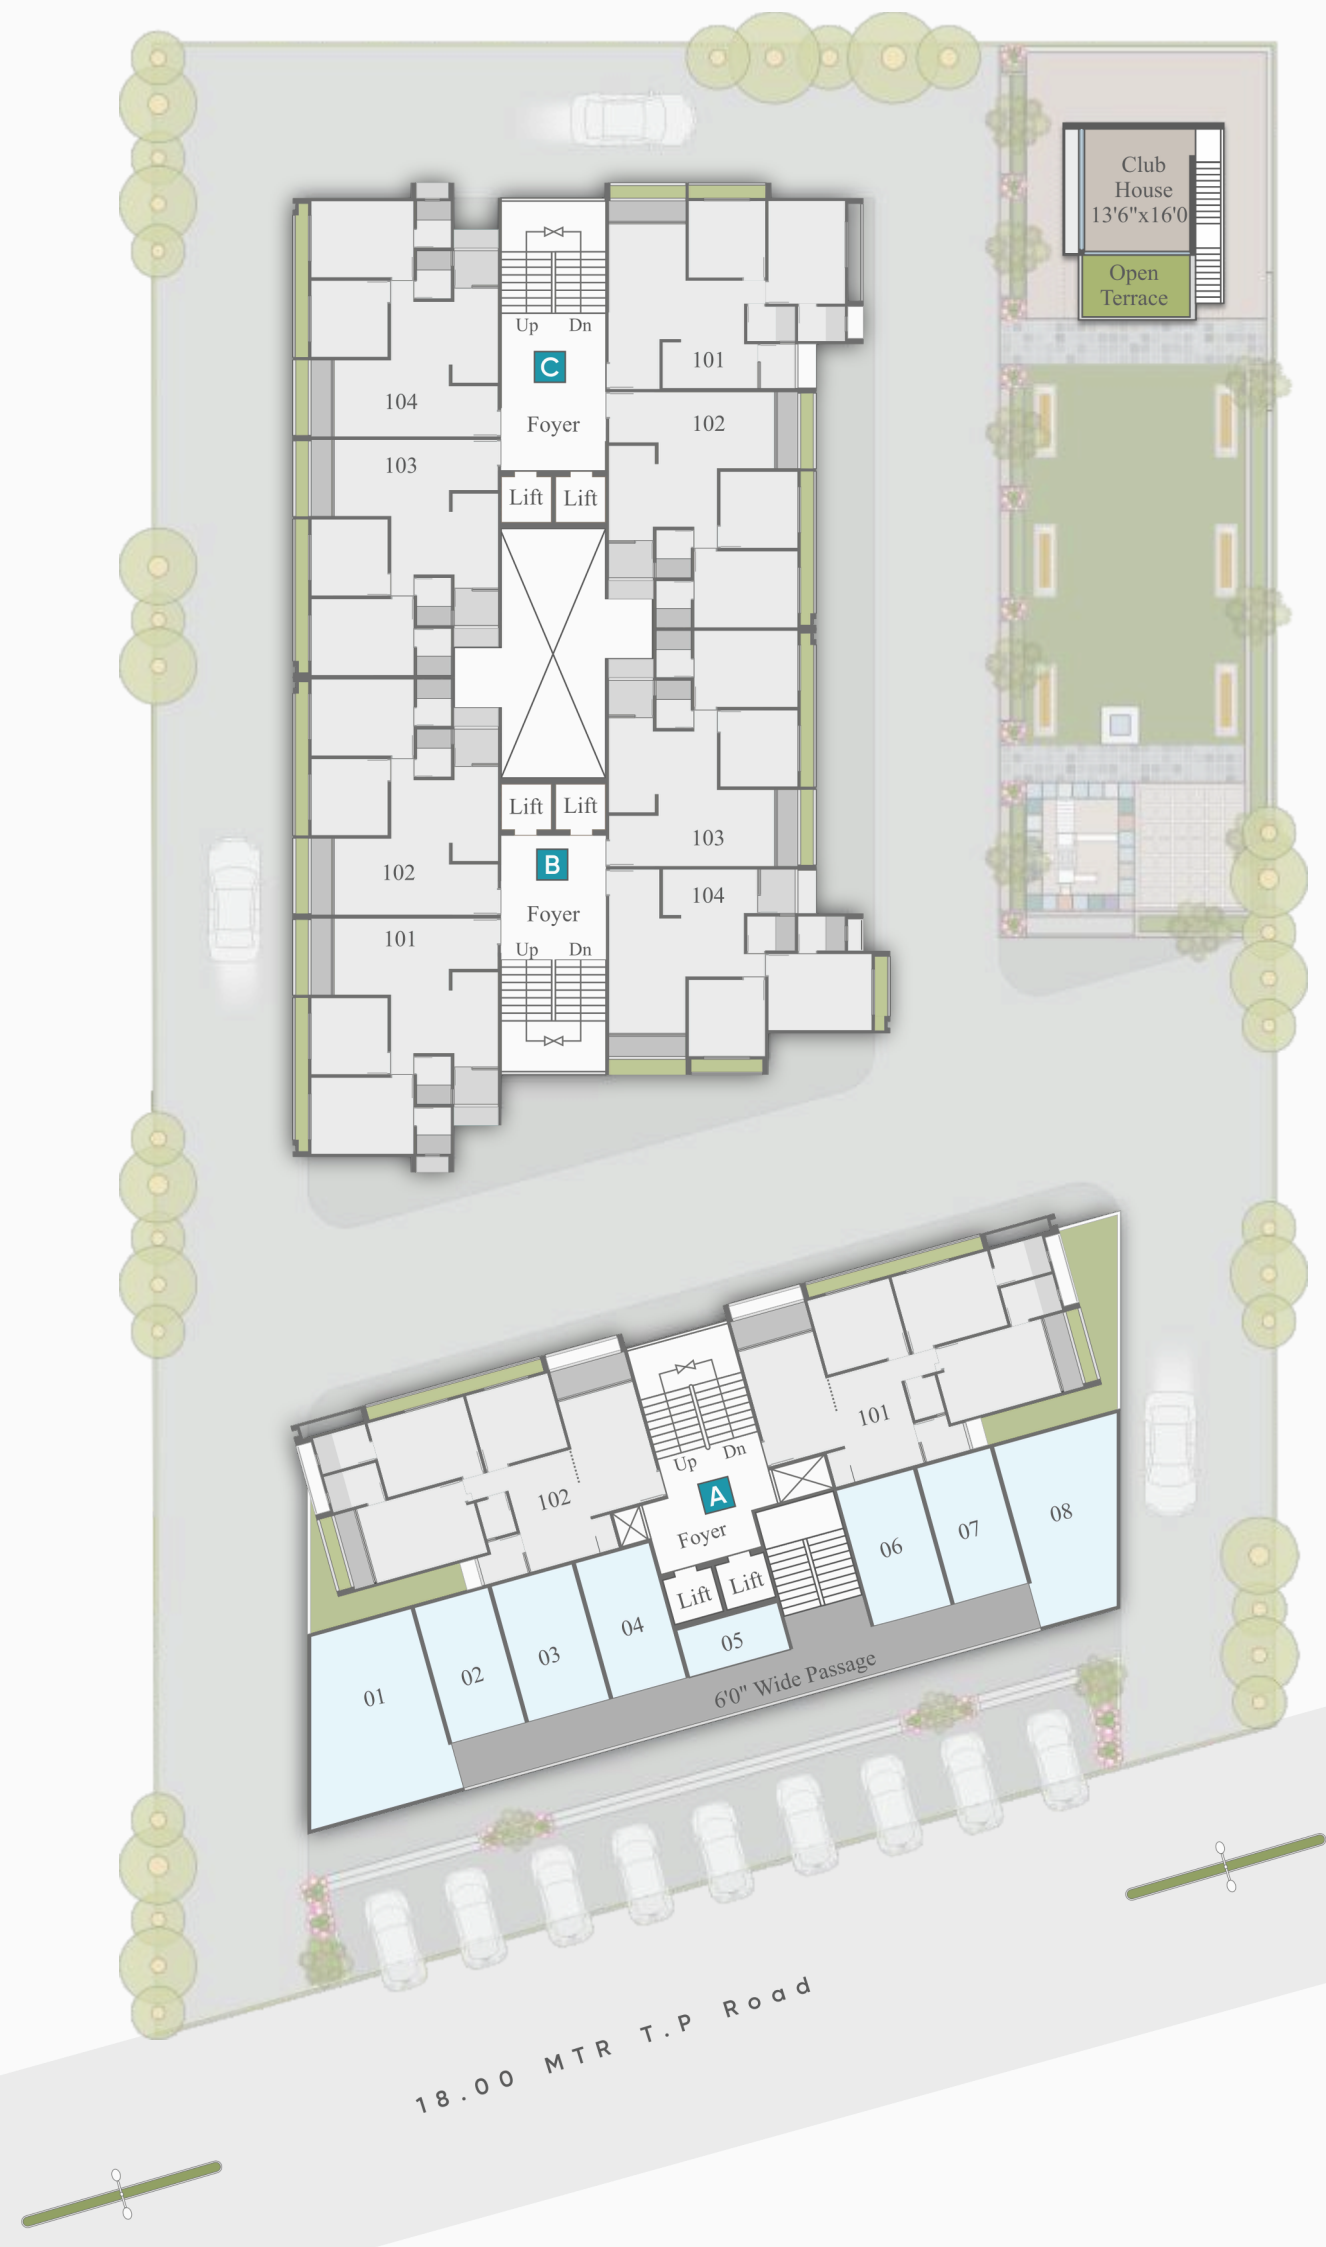 Club
House
13'6"x16'0
Open
Terrace
Up Dn
C
Foyer
Lift Lift
101
102
104
103
Lift Lift
B
Foyer
Up Dn
102
101
103
104
101
102
Up Dn
A
Foyer
Lift Lift
01
02
03
04
05
06
07
08
6'0" Wide Passage
18.00 MTR T.P Road